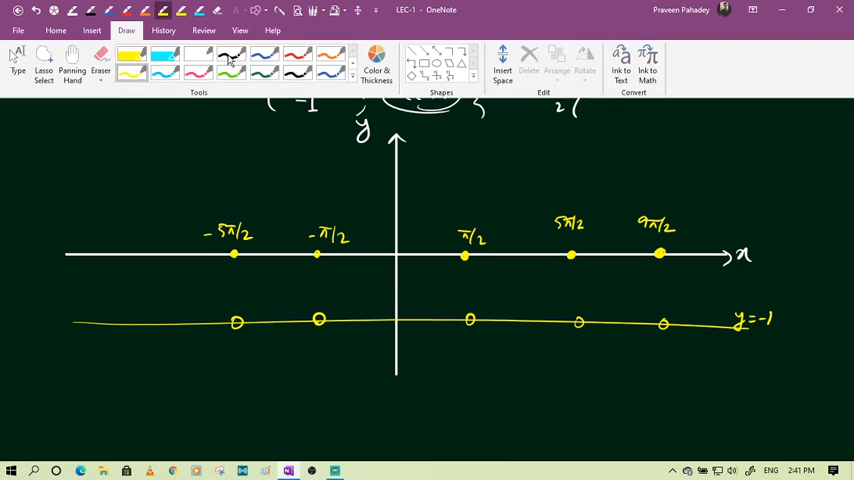 LEC-1 - OneNote
Praveen Pahadey
File Home Insert Draw History Review View
Type
Lasso Select
Panning Hand
Eraser
Color & Thickness
Insert Space
Delete
Arrange
Rotate
Ink to Text
Ink to Math
Tools
Shapes
Edit
Convert
-1
2
y
-5π/2 -π/2 π/2 5π/2 9π/2
x
y=-1
ENG 2:41 PM